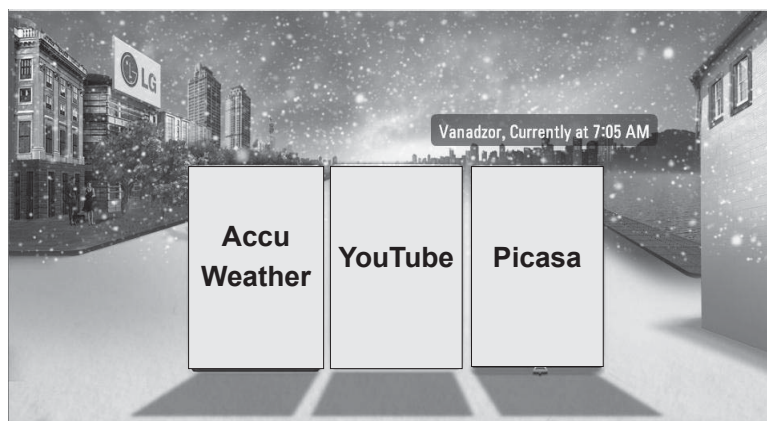 LG
Vanadzor, Currently at 7:05 AM
Accu
Weather
YouTube
Picasa